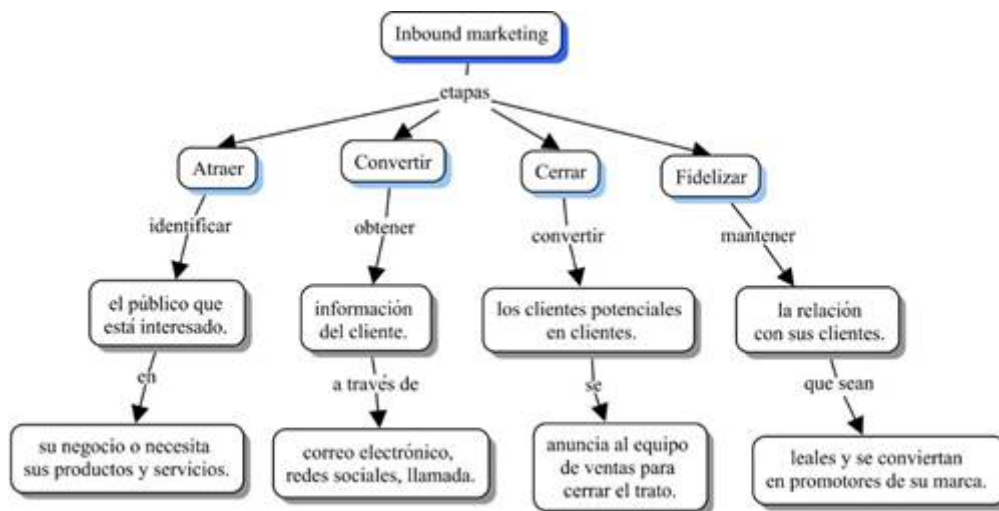 Inbound marketing
etapas
Atraer
Convertir
Cerrar
Fidelizar
identificar
obtener
convertir
mantener
el público que
está interesado.
información
del cliente.
los clientes potenciales
en clientes.
la relación
con sus clientes.
en
a través de
se
que sean
su negocio o necesita
sus productos y servicios.
correo electrónico,
redes sociales, llamada.
anuncia al equipo
de ventas para
cerrar el trato.
leales y se conviertan
en promotores de su marca.